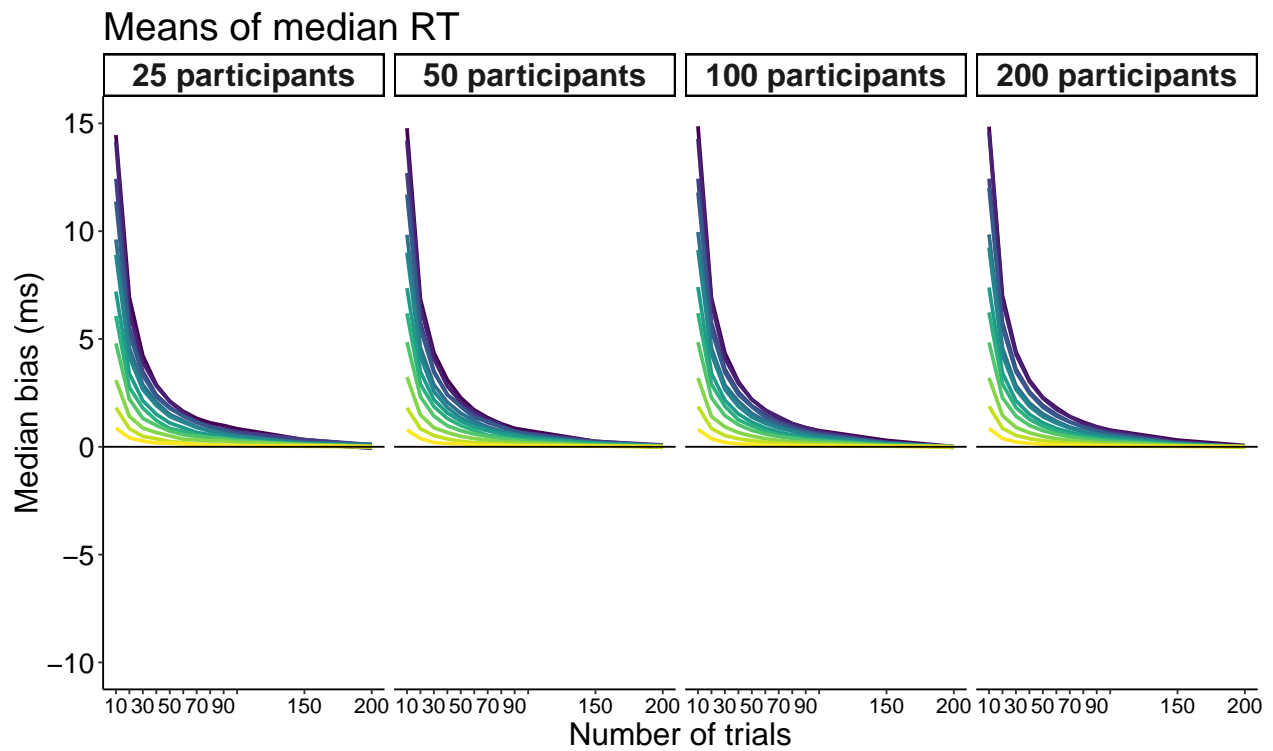 Means of median RT
25 participants 50 participants 100 participants 200 participants
Median bias (ms)
15
10
5
0
−5
−10
10 30 50 70 90 150 200 10 30 50 70 90 150 200 10 30 50 70 90 150 200 10 30 50 70 90 150 200
Number of trials